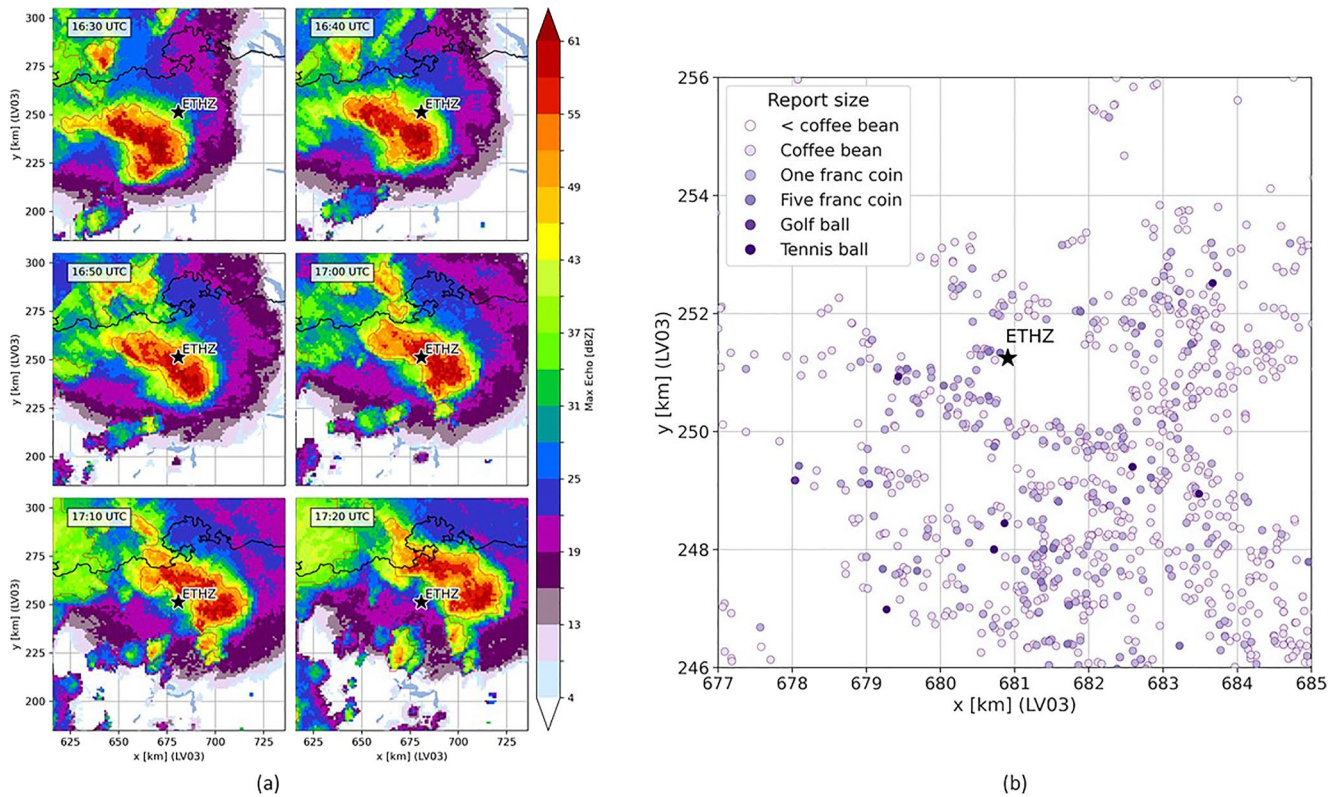 300
275
250
225
200
y [km] (LV03)
16:30 UTC
ETHZ
16:40 UTC
ETHZ
300
275
250
225
200
y [km] (LV03)
16:50 UTC
ETHZ
17:00 UTC
ETHZ
300
275
250
225
200
y [km] (LV03)
17:10 UTC
ETHZ
17:20 UTC
ETHZ
625 650 675 700 725
x [km] (LV03)
625 650 675 700 725
x [km] (LV03)
61
55
49
43
37
31
25
19
13
4
Max Echo [dBZ]
(a)
256
254
252
250
248
246
y [km] (LV03)
Report size
< coffee bean
Coffee bean
One franc coin
Five franc coin
Golf ball
Tennis ball
ETHZ
677 678 679 680 681 682 683 684 685
x [km] (LV03)
(b)